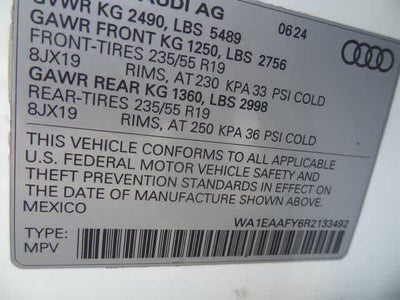 AUDI AG
GVWR KG 2490, LBS 5489 0624
GAWR FRONT KG 1250, LBS 2756
FRONT-TIRES 235/55 R19
8JX19 RIMS, AT 230 KPA 33 PSI COLD
GAWR REAR KG 1360, LBS 2998
REAR-TIRES 235/55 R19
8JX19 RIMS, AT 250 KPA 36 PSI COLD
THIS VEHICLE CONFORMS TO ALL APPLICABLE
U.S. FEDERAL MOTOR VEHICLE SAFETY AND
THEFT PREVENTION STANDARDS IN EFFECT ON
THE DATE OF MANUFACTURE SHOWN ABOVE.
MEXICO
WA1EAAFY6R2133492
TYPE:
MPV